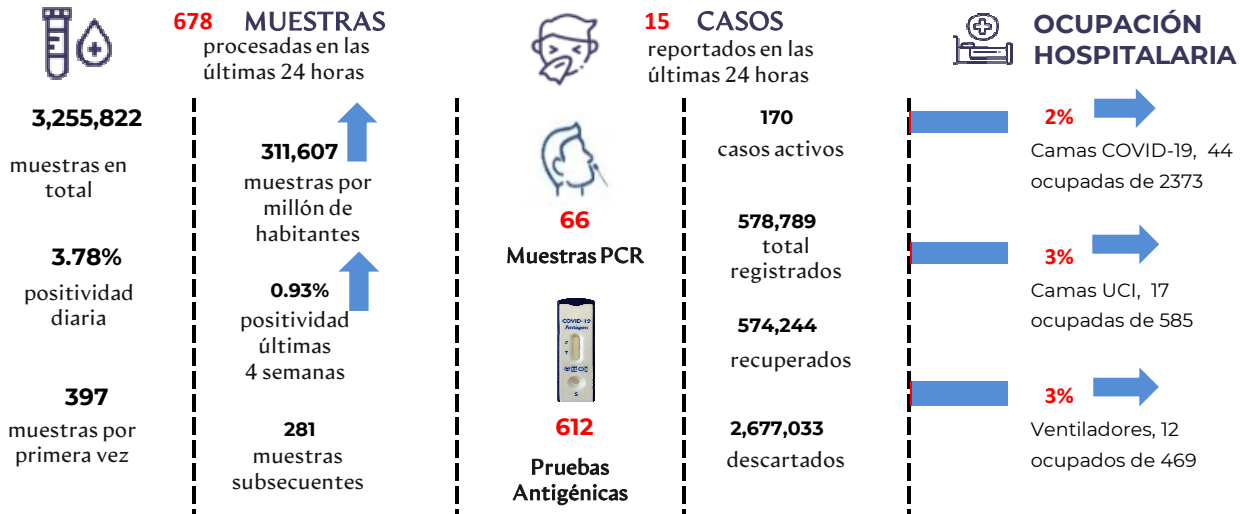 678 MUESTRAS
procesadas en las
últimas 24 horas
3,255,822
muestras en
total
3.78%
positividad
diaria
397
muestras por
primera vez
311,607
muestras por
millón de
habitantes
0.93%
positividad
últimas
4 semanas
281
muestras
subsecuentes
15 CASOS
reportados en las
últimas 24 horas
66
Muestras PCR
COVID-19
Antigen
C
T
S
612
Pruebas
Antigénicas
170
casos activos
578,789
total
registrados
574,244
recuperados
2,677,033
descartados
OCUPACIÓN
HOSPITALARIA
2%
Camas COVID-19, 44
ocupadas de 2373
3%
Camas UCI, 17
ocupadas de 585
3%
Ventiladores, 12
ocupados de 469